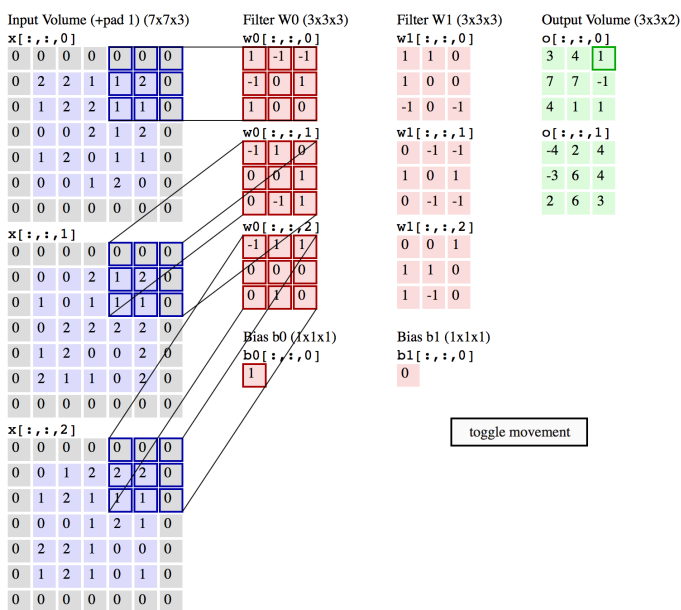 Input Volume (+pad 1) (7x7x3)
x[:,:,0]
0 0 0 0 0 0 0
0 2 2 1 1 2 0
0 1 2 2 1 1 0
0 0 0 2 1 2 0
0 1 2 0 1 1 0
0 0 0 1 2 0 0
0 0 0 0 0 0 0
x[:,:,1]
0 0 0 0 0 0 0
0 0 0 2 1 2 0
0 1 0 1 1 1 0
0 0 2 2 2 2 0
0 1 2 0 0 2 0
0 2 1 1 0 2 0
0 0 0 0 0 0 0
x[:,:,2]
0 0 0 0 0 0 0
0 0 1 2 2 2 0
0 1 2 1 1 1 0
0 0 0 1 2 1 0
0 2 2 1 0 0 0
0 1 2 1 0 1 0
0 0 0 0 0 0 0
Filter W0 (3x3x3)
w0[:,:,0]
1 -1 -1
-1 0 1
1 0 0
w0[:,:,1]
-1 1 0
0 0 1
0 -1 1
w0[:,:,2]
-1 1 1
0 0 0
0 1 0
Bias b0 (1x1x1)
b0[:,:,0]
1
Filter W1 (3x3x3)
w1[:,:,0]
1 1 0
1 0 0
-1 0 -1
w1[:,:,1]
0 -1 -1
1 0 1
0 -1 -1
w1[:,:,2]
0 0 1
1 1 0
1 -1 0
Bias b1 (1x1x1)
b1[:,:,0]
0
Output Volume (3x3x2)
o[:,:,0]
3 4 1
7 7 -1
4 1 1
o[:,:,1]
-4 2 4
-3 6 4
2 6 3
toggle movement